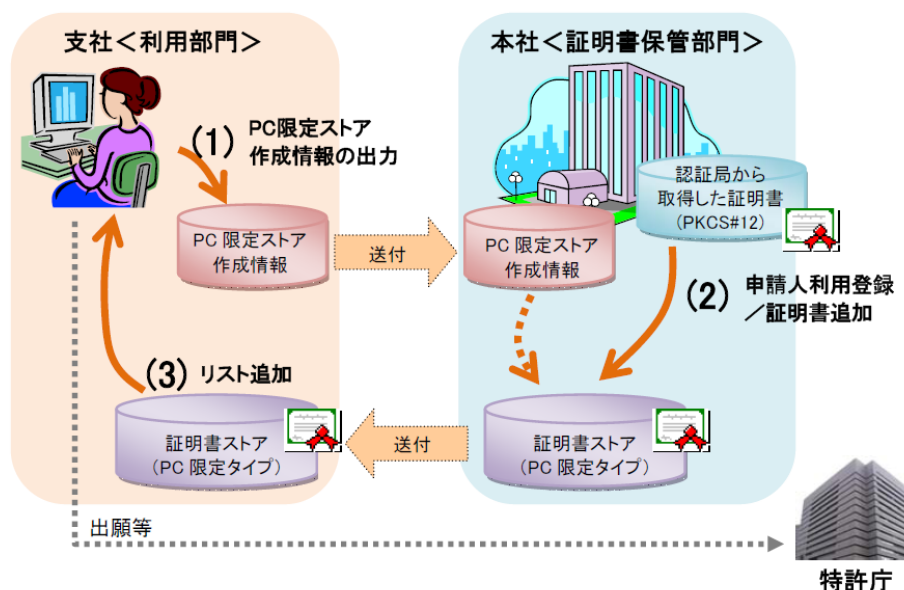 支社＜利用部門＞
本社＜証明書保管部門＞
(1) PC限定ストア
作成情報の出力
認証局から
取得した証明書
(PKCS#12)
PC 限定ストア
作成情報
送付
PC 限定ストア
作成情報
(2) 申請人利用登録
／証明書追加
(3) リスト追加
証明書ストア
(PC 限定タイプ)
送付
証明書ストア
(PC 限定タイプ)
出願等
特許庁